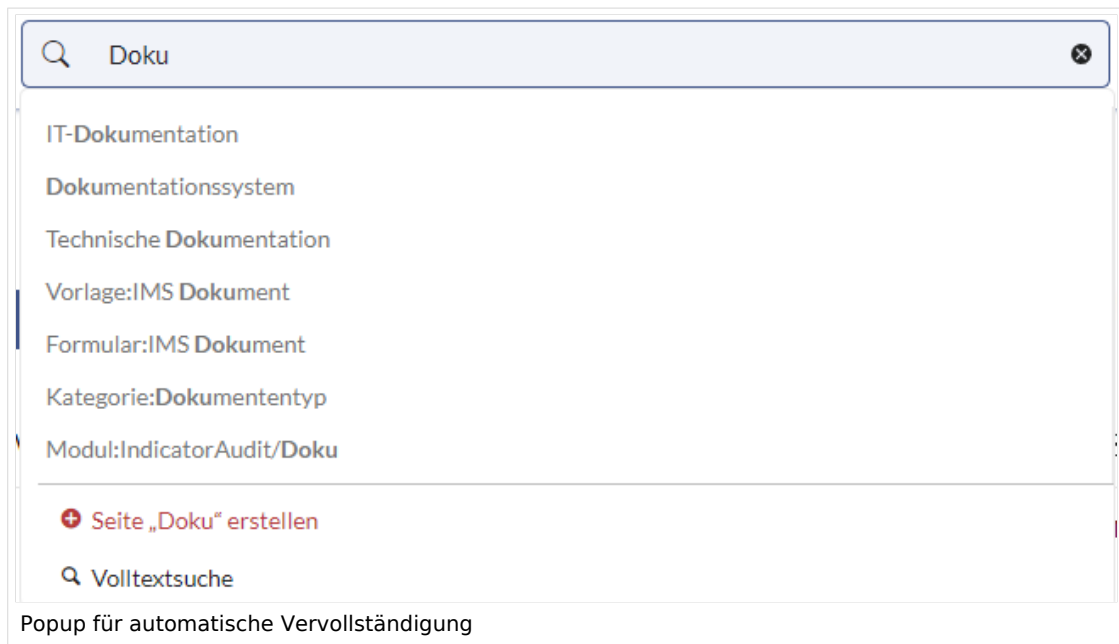 Doku
IT-Dokumentation
Dokumentationssystem
Technische Dokumentation
Vorlage:IMS Dokument
Formular:IMS Dokument
Kategorie:Dokumententyp
Modul:IndicatorAudit/Doku
Seite „Doku“ erstellen
Volltextsuche
Popup für automatische Vervollständigung